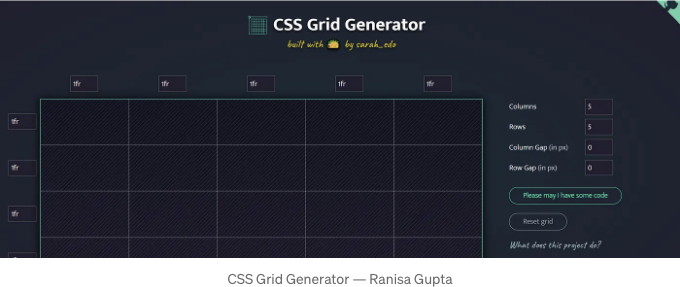 CSS Grid Generator
built with by sarah_edo
1fr 1fr 1fr 1fr 1fr
1fr
1fr
1fr
Columns 5
Rows 5
Column Gap (in px) 0
Row Gap (in px) 0
Please may I have some code
Reset grid
What does this project do?
CSS Grid Generator — Ranisa Gupta